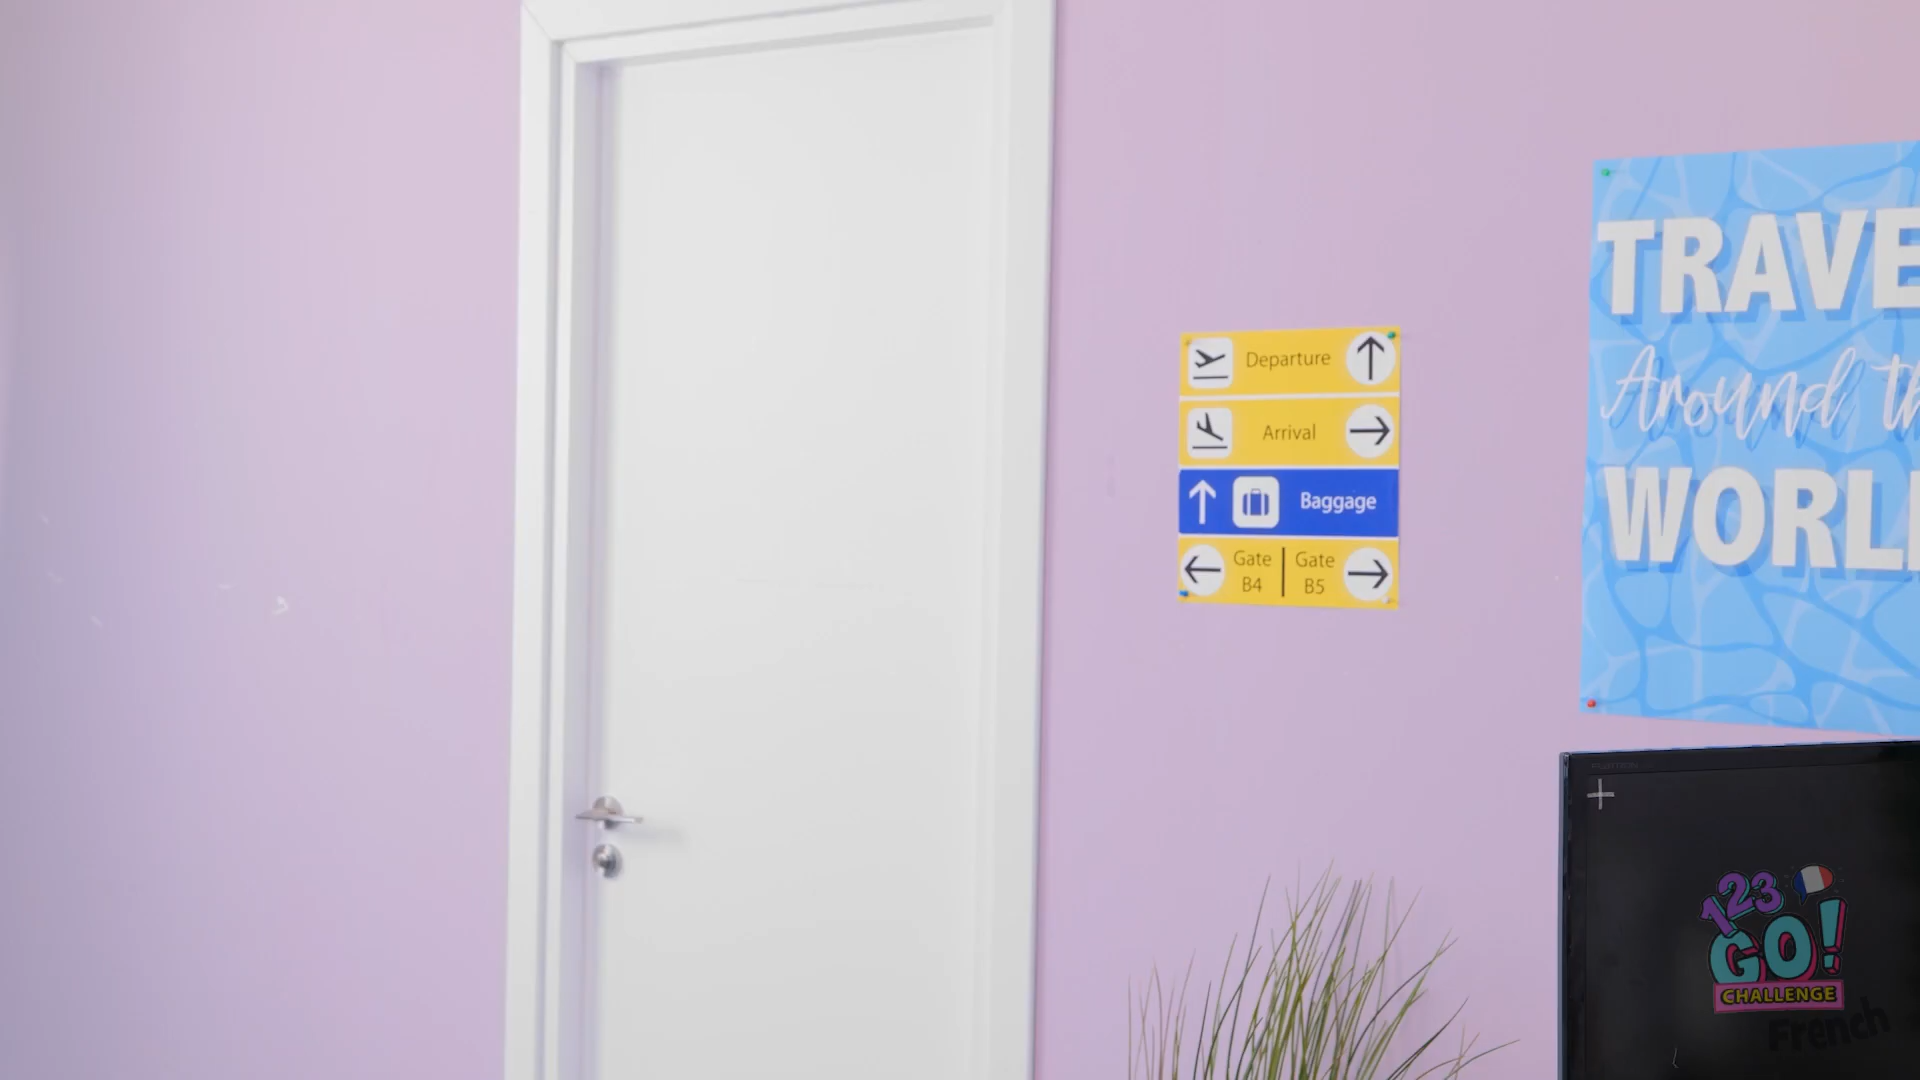 Departure
Arrival
Baggage
Gate B4
Gate B5
TRAVE
Around th
WORL
123
GO!
CHALLENGE
French